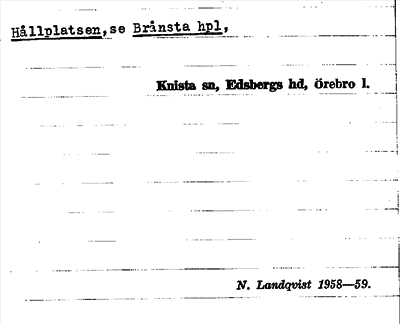 Hållplatsen, se Brånsta hpl,
Knista sn, Edsbergs hd, Örebro l.
N. Landqvist 1958—59.